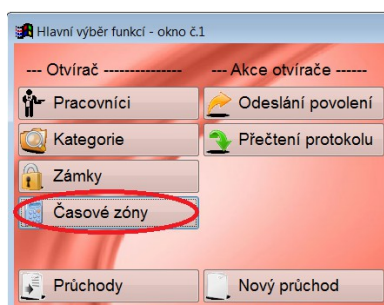 Hlavní výběr funkcí - okno č.1
--- Otvírač --------------- --- Akce otvírače ------
Pracovníci Odeslání povolení
Kategorie Přečtení protokolu
Zámky
Časové zóny
Průchody Nový průchod